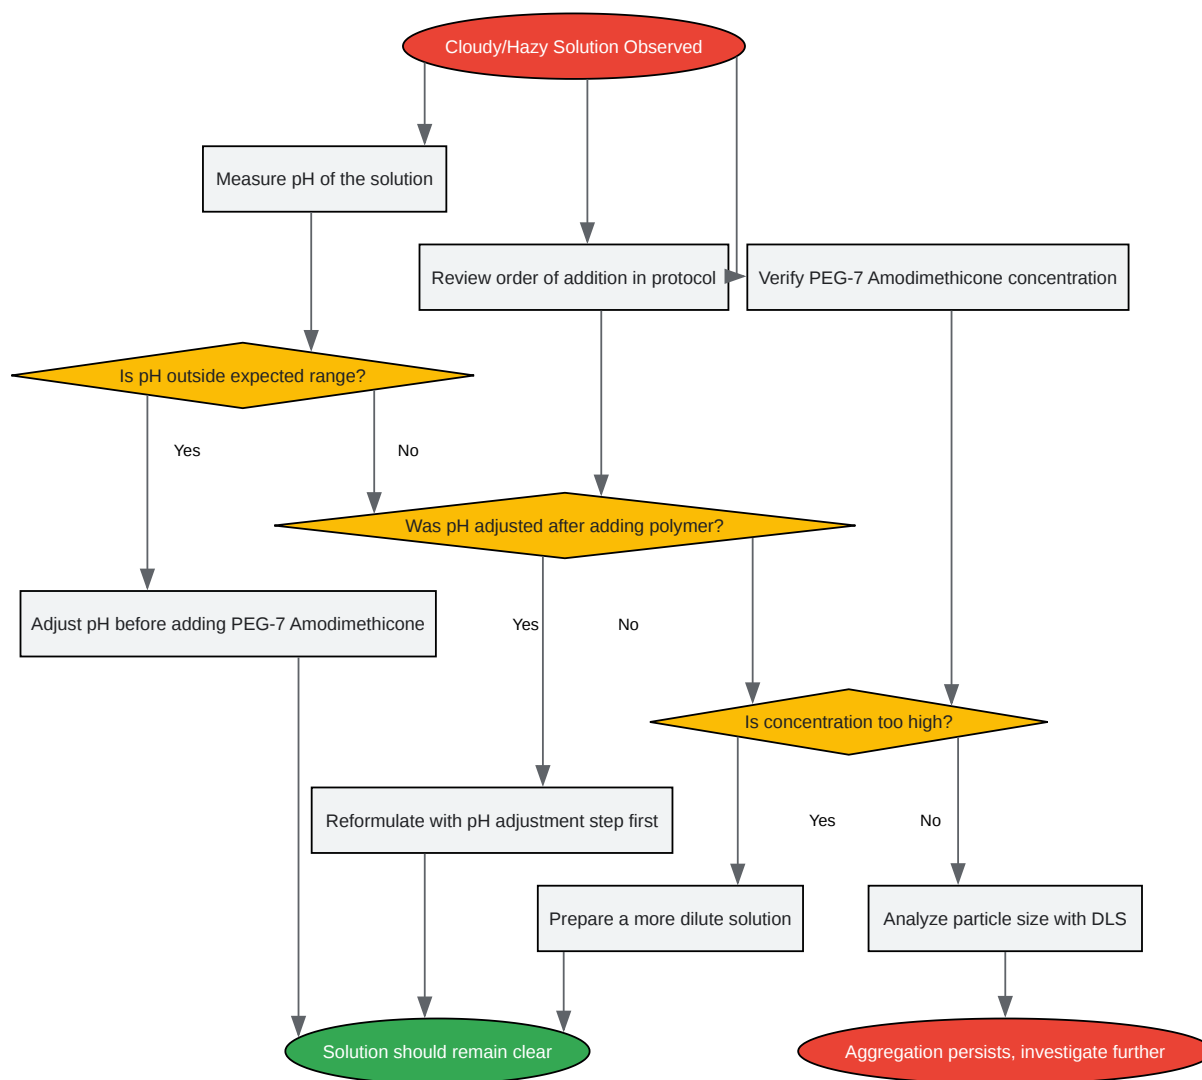 Cloudy/Hazy Solution Observed
Measure pH of the solution
Review order of addition in protocol
Verify PEG-7 Amodimethicone concentration
Is pH outside expected range?
Yes
No
Was pH adjusted after adding polymer?
Adjust pH before adding PEG-7 Amodimethicone
Yes
No
Is concentration too high?
Reformulate with pH adjustment step first
Yes
No
Prepare a more dilute solution
Analyze particle size with DLS
Solution should remain clear
Aggregation persists, investigate further